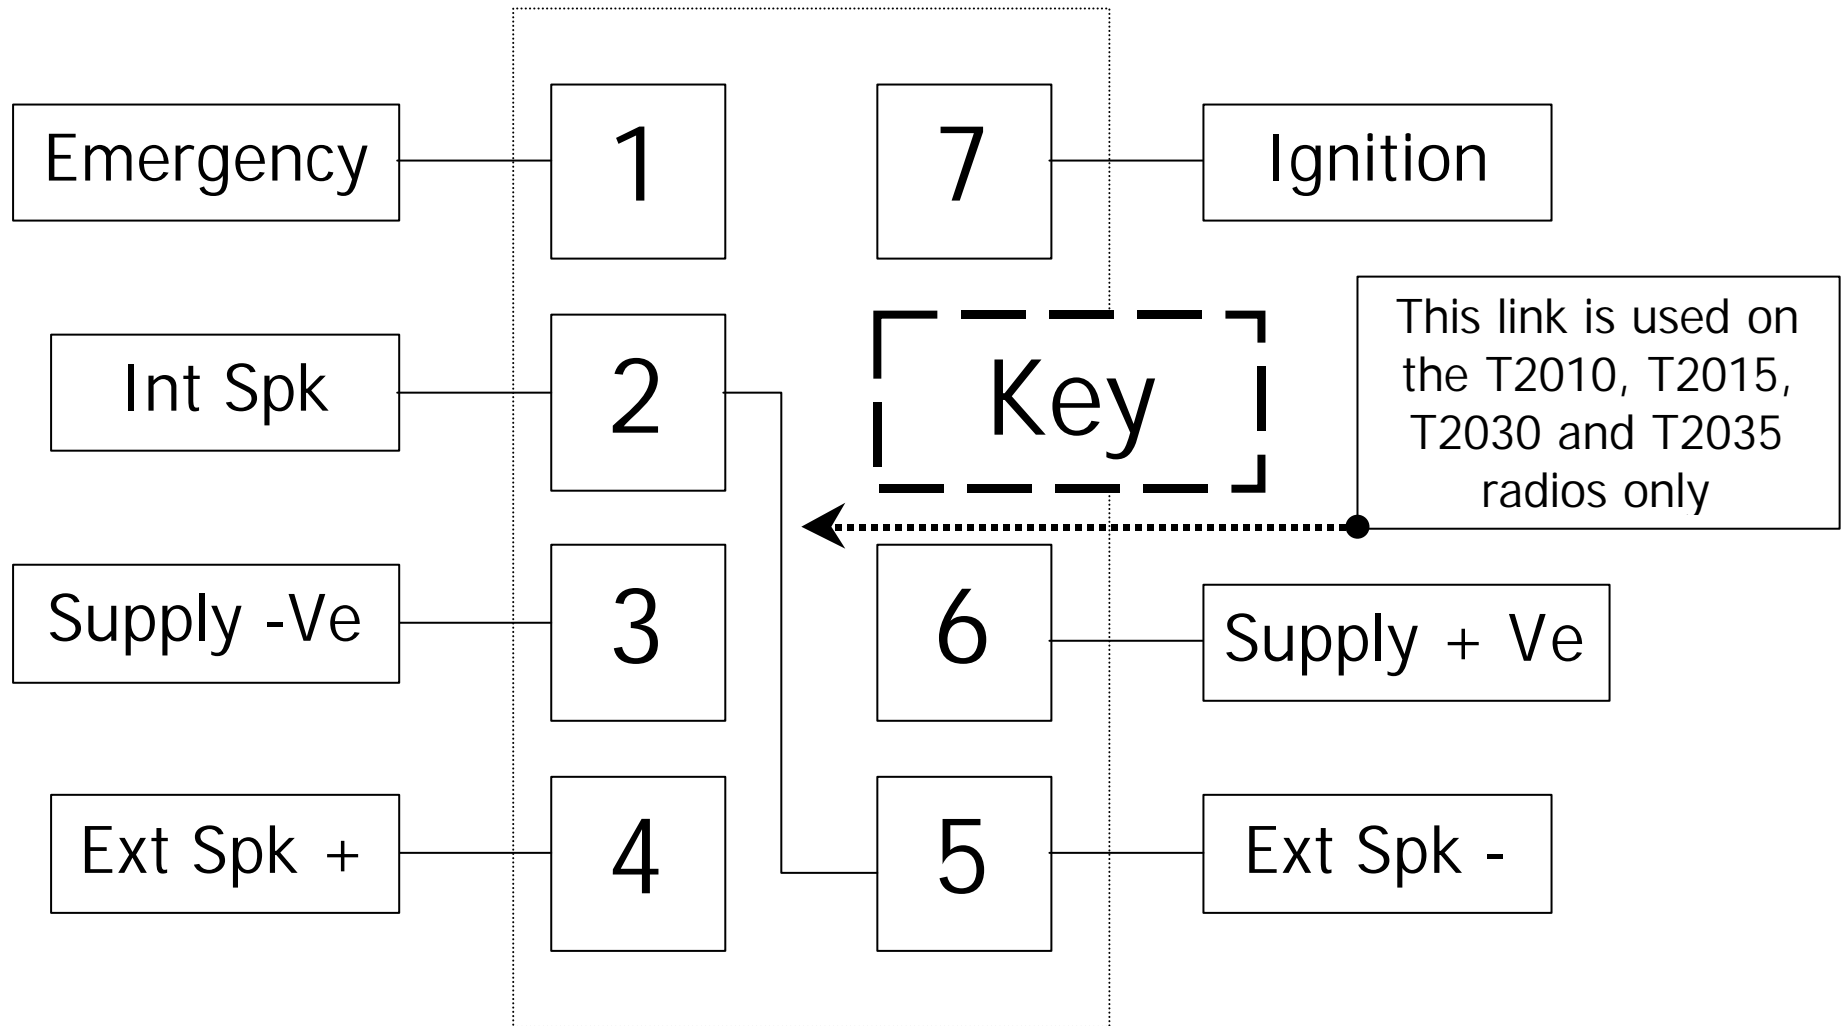 Emergency
1
7
Ignition
Int Spk
2
Key
This link is used on
the T2010, T2015,
T2030 and T2035
radios only
Supply -Ve
3
6
Supply + Ve
Ext Spk +
4
5
Ext Spk -